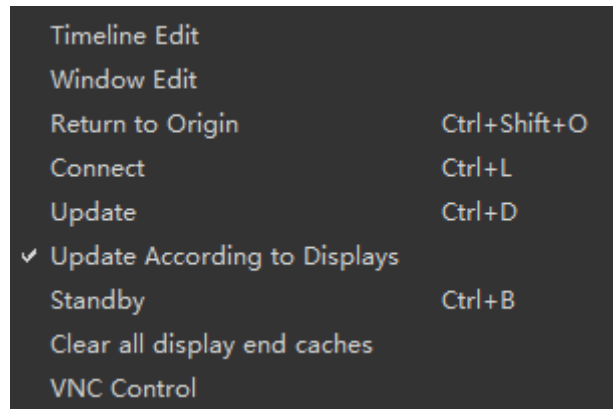 Timeline Edit
Window Edit
Return to Origin Ctrl+Shift+O
Connect Ctrl+L
Update Ctrl+D
Update According to Displays
Standby Ctrl+B
Clear all display end caches
VNC Control